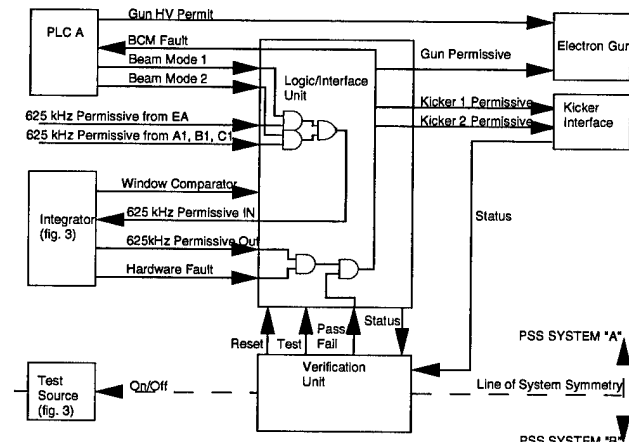 PLC A
Gun HV Permit
BCM Fault
Beam Mode 1
Beam Mode 2
Logic/Interface
Unit
Gun Permissive
Electron Gun
Kicker 1 Permissive
Kicker 2 Permissive
Kicker
Interface
625 kHz Permissive from EA
625 kHz Permissive from A1, B1, C1
Integrator
(fig. 3)
Window Comparator
625 kHz Permissive IN
625kHz Permissive Out
Hardware Fault
Status
Reset
Test
Pass
Fail
Status
Verification
Unit
Test
Source
(fig. 3)
On/Off
PSS SYSTEM "A"
Line of System Symmetry
PSS SYSTEM "B"